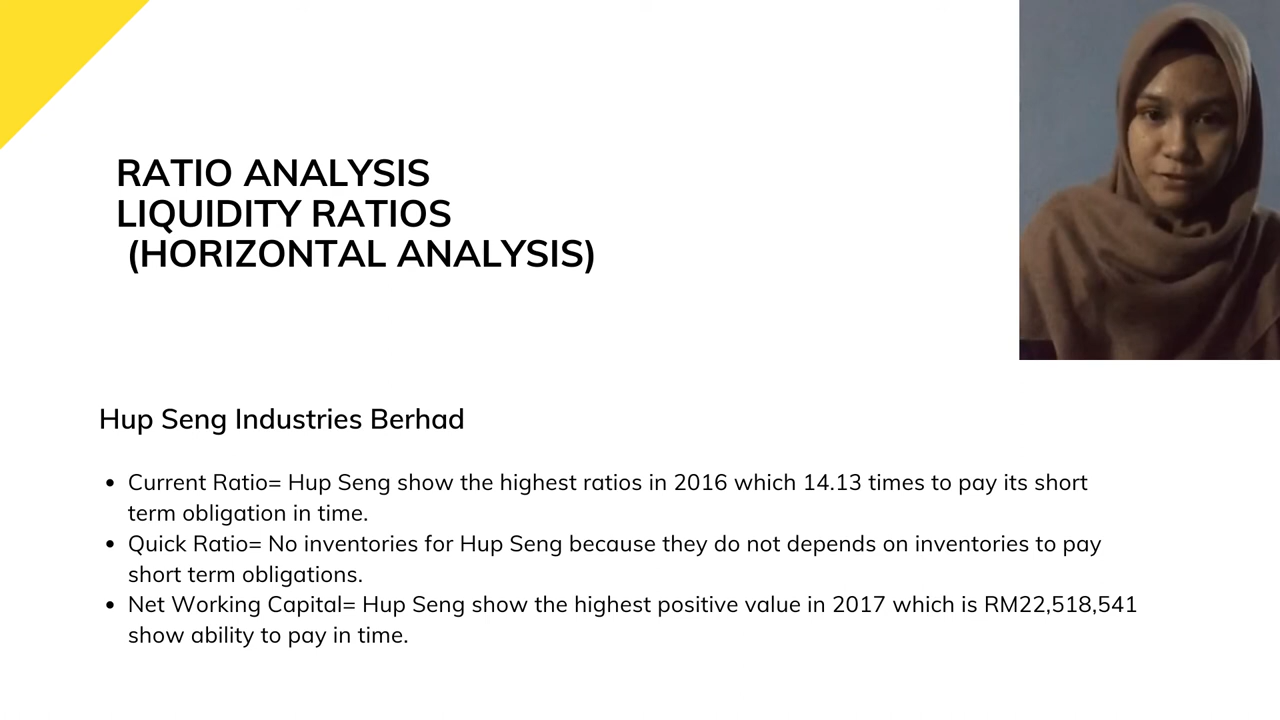 RATIO ANALYSIS
LIQUIDITY RATIOS
(HORIZONTAL ANALYSIS)
Hup Seng Industries Berhad
• Current Ratio= Hup Seng show the highest ratios in 2016 which 14.13 times to pay its short
term obligation in time.
• Quick Ratio= No inventories for Hup Seng because they do not depends on inventories to pay
short term obligations.
• Net Working Capital= Hup Seng show the highest positive value in 2017 which is RM22,518,541
show ability to pay in time.